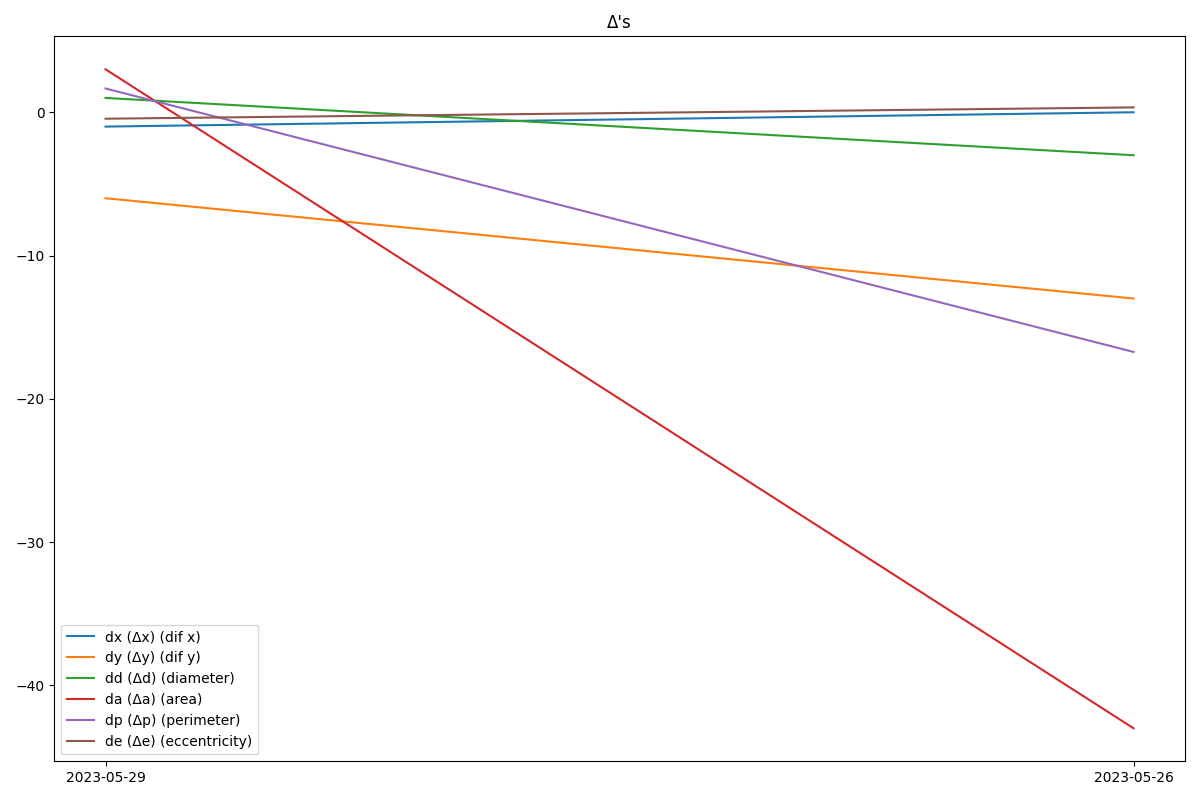 Δ's
0
−10
−20
−30
−40
dx (Δx) (dif x)
dy (Δy) (dif y)
dd (Δd) (diameter)
da (Δa) (area)
dp (Δp) (perimeter)
de (Δe) (eccentricity)
2023-05-29 2023-05-26